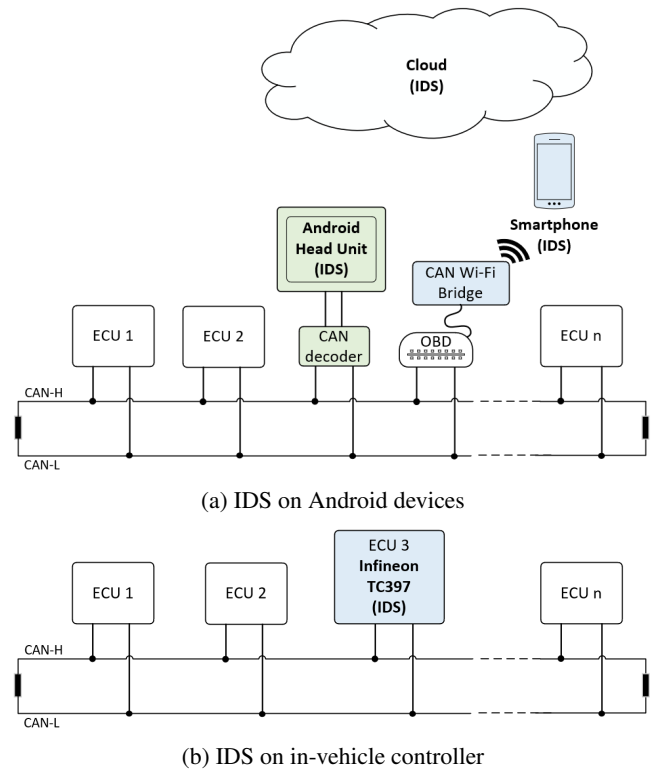 Cloud
(IDS)
Smartphone
(IDS)
Android
Head Unit
(IDS)
CAN Wi-Fi
Bridge
ECU 1
ECU 2
CAN
decoder
OBD
ECU n
CAN-H
CAN-L
(a) IDS on Android devices
ECU 1
ECU 2
ECU 3
Infineon
TC397
(IDS)
ECU n
CAN-H
CAN-L
(b) IDS on in-vehicle controller